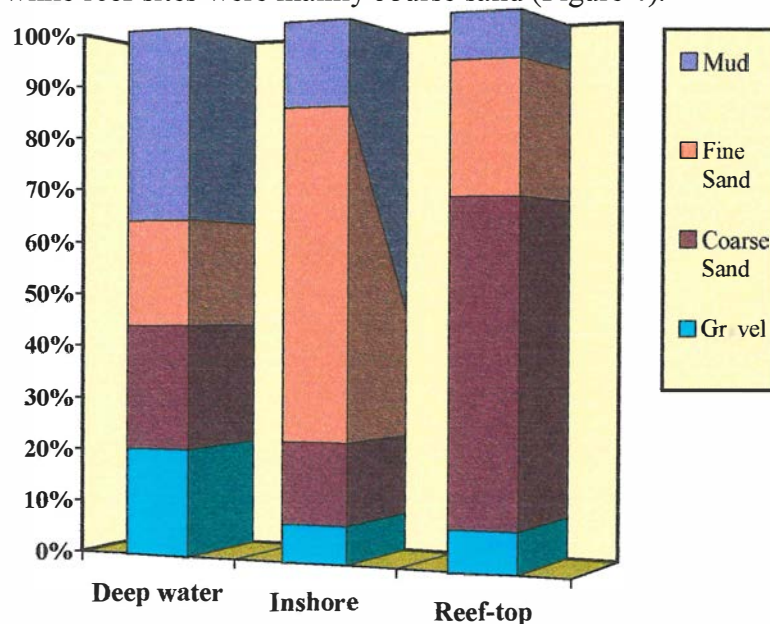 while reef sites were mainly coarse sand (Figure
100%
90%
80%
70%
60%
50%
40%
30%
20%
10%
0%
Deep water
Inshore
Reef-top
Mud
Fine
Sand
Coarse
Sand
Gr vel